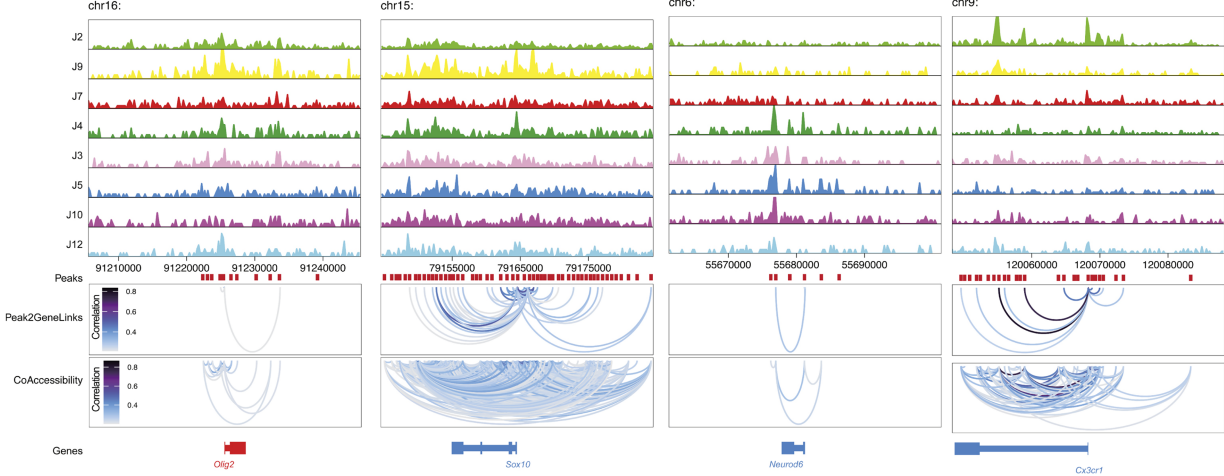 chr16:
chr15:
chr6:
chr9:
J2
J9
J7
J4
J3
J5
J10
J12
91210000 91220000 91230000 91240000
79155000 79165000 79175000
55670000 55680000 55690000
120060000 120070000 120080000
Peaks
Peak2GeneLinks
Correlation
0.8
0.6
0.4
CoAccessibility
Correlation
0.8
0.6
0.4
Genes
Olig2
Sox10
Neurod6
Cx3cr1